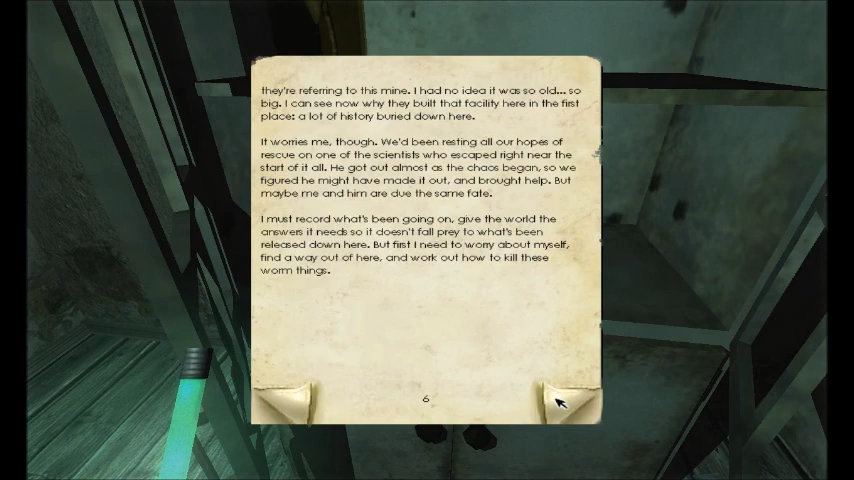 they're referring to this mine. I had no idea it was so old... so
big. I can see now why they built that facility here in the first
place: a lot of history buried down here.
It worries me, though. We'd been resting all our hopes of
rescue on one of the scientists who escaped right near the
start of it all. He got out almost as the chaos began, so we
figured he might have made it out, and brought help. But
maybe me and him are due the same fate.
I must record what's been going on, give the world the
answers it needs so it doesn't fall prey to what's been
released down here. But first I need to worry about myself,
find a way out of here, and work out how to kill these
worm things.
6